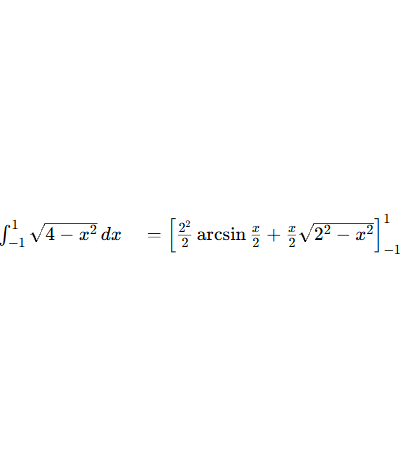 ∫_{-1}^{1} √(4 − x²) dx = [ 2²/2 arcsin x/2 + x/2 √(2² − x²) ]_{-1}^{1}